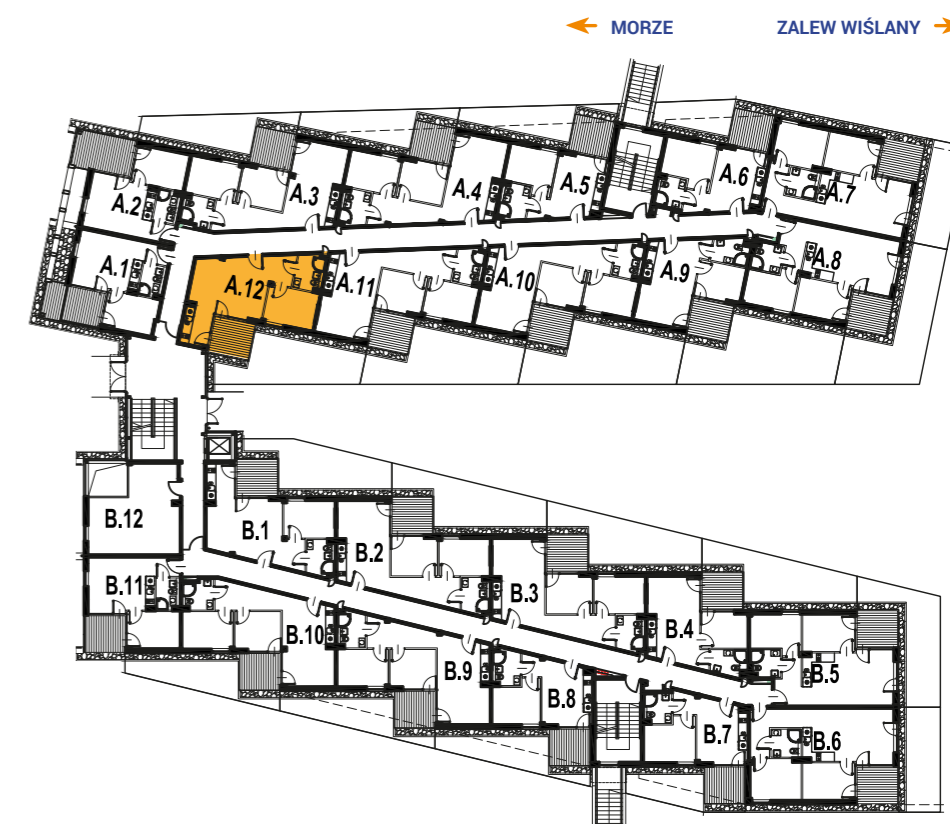 MORZE ZALEW WIŚLANY
A.2 A.3 A.4 A.5 A.6 A.7
A.1 A.12 A.11 A.10 A.9 A.8
B.12 B.1 B.2 B.3 B.4 B.5
B.11 B.10 B.9 B.8 B.7 B.6